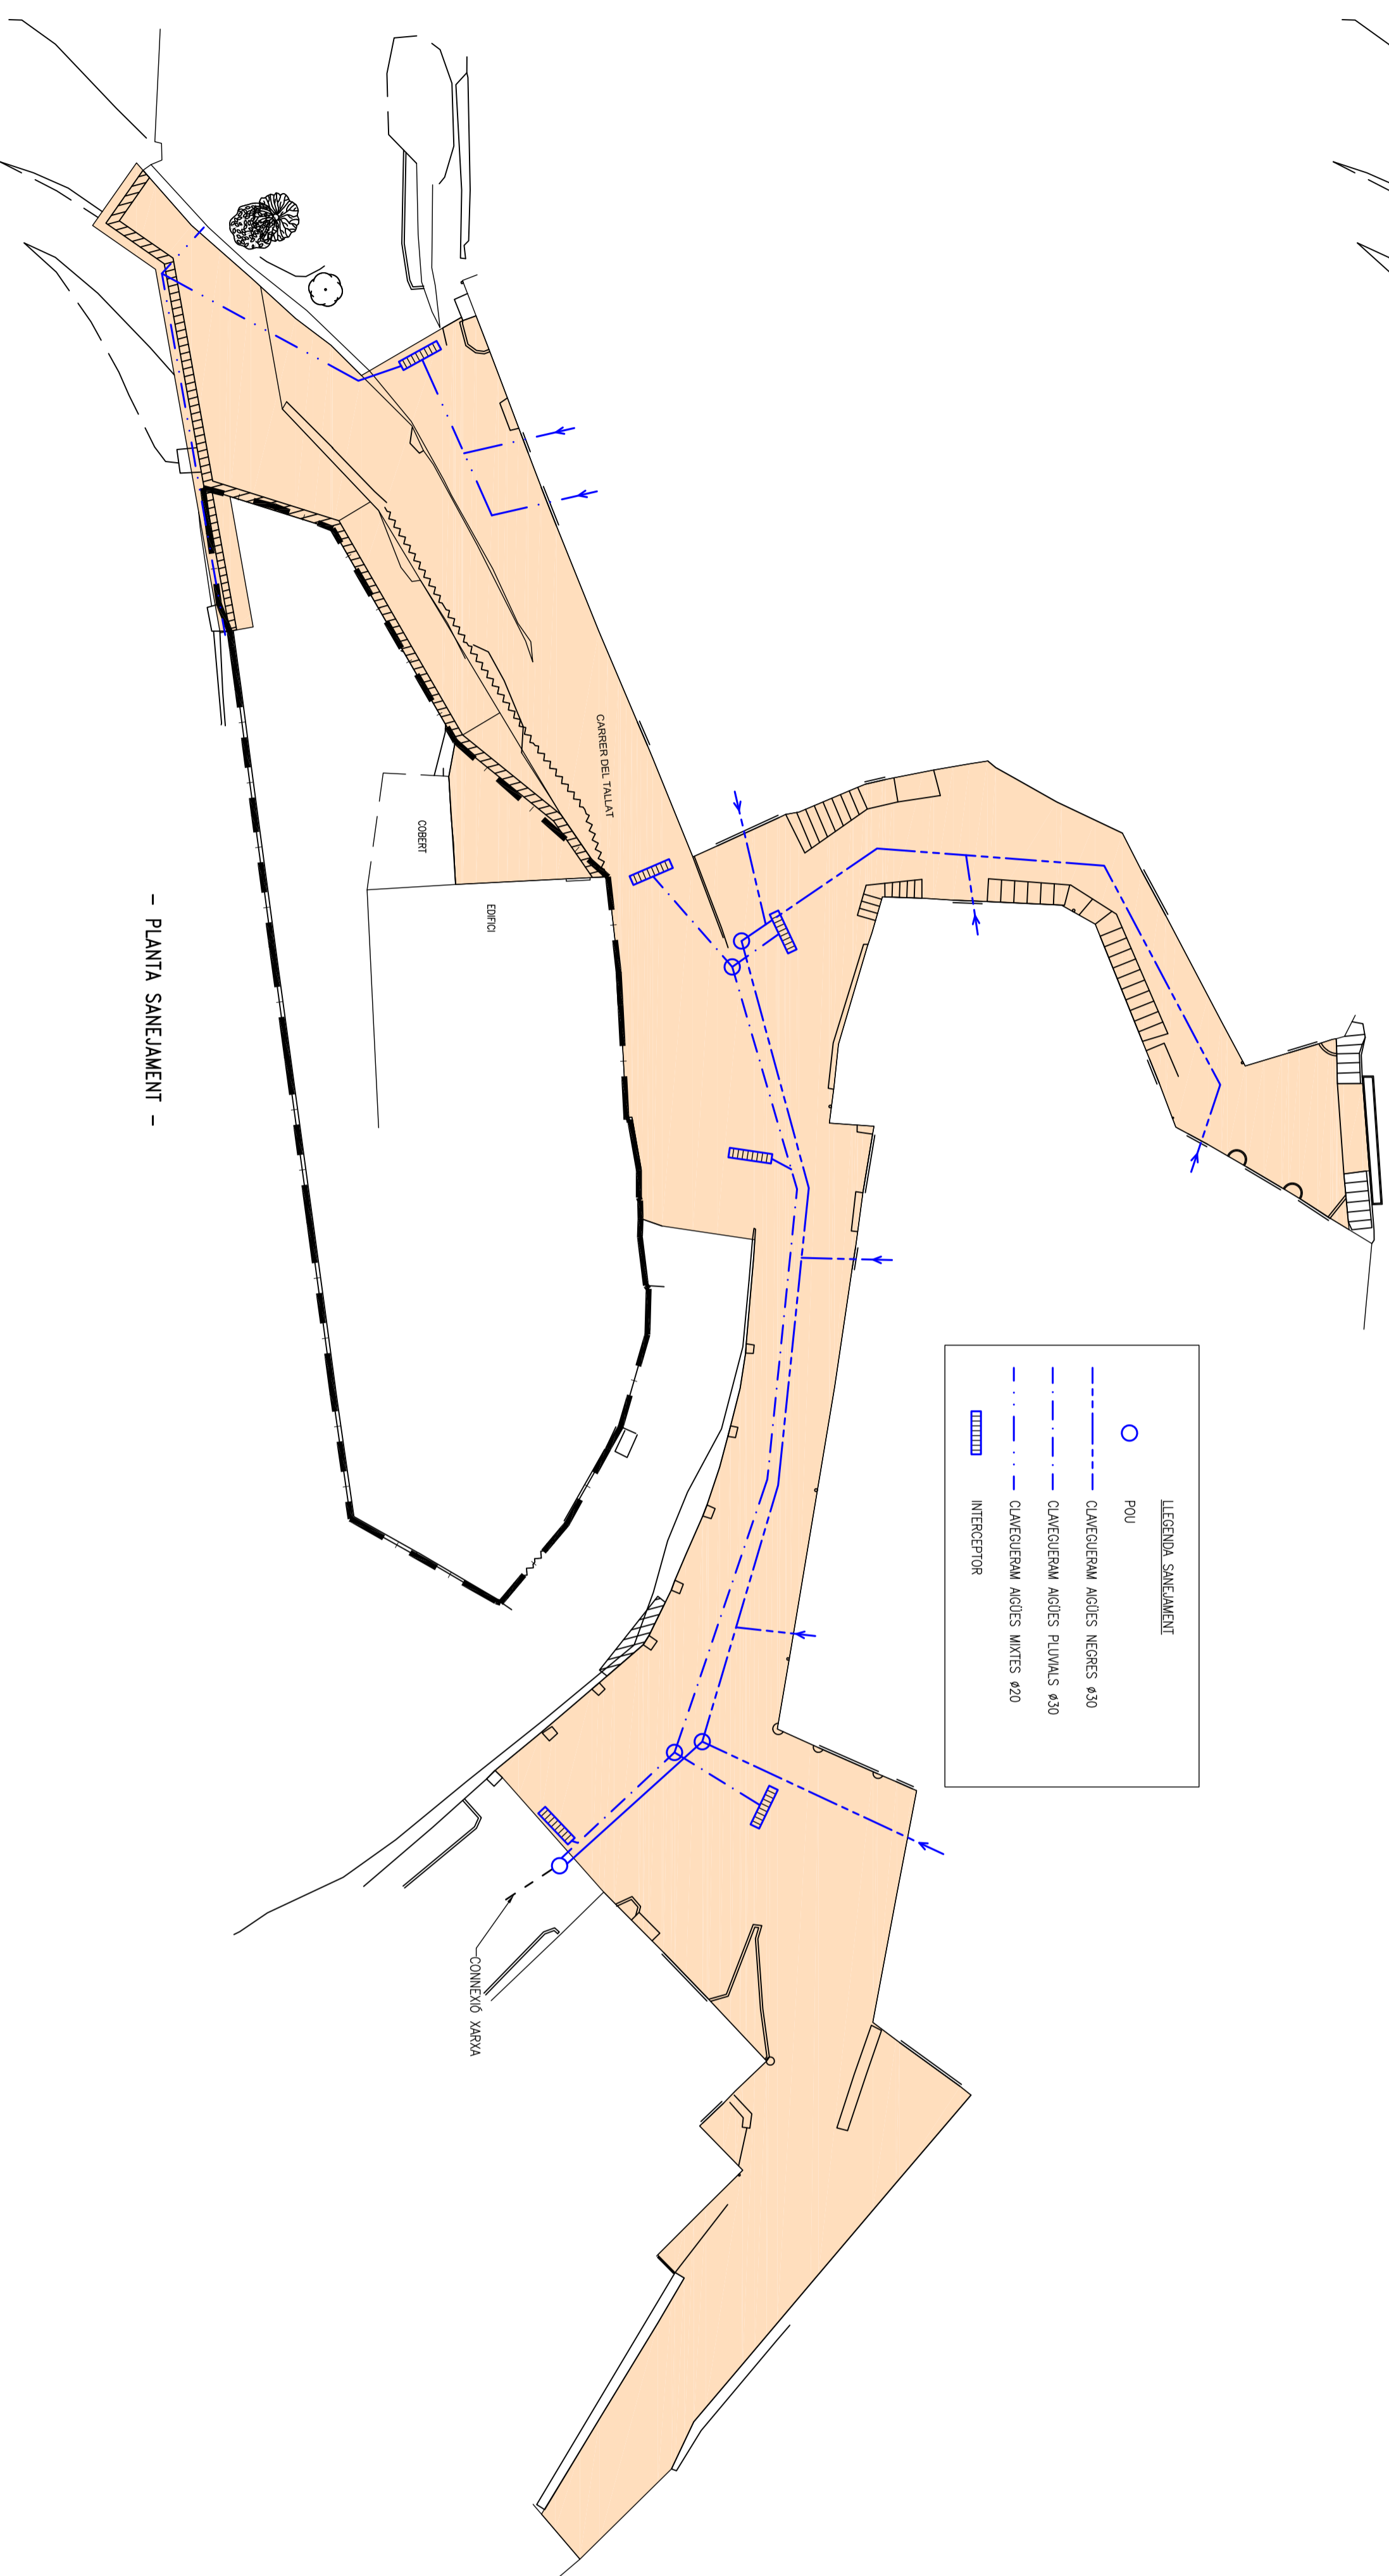 LLEGENDA SANEJAMENT
POU
CLAVEGUERAM AIGÜES NEGRES ø30
CLAVEGUERAM AIGÜES PLUVIALS ø30
CLAVEGUERAM AIGÜES MIXTES ø20
INTERCEPTOR
CARRER DEL TALLAT
COBERT
EDIFICI
CONNEXIÓ XARXA
- PLANTA SANEJAMENT -